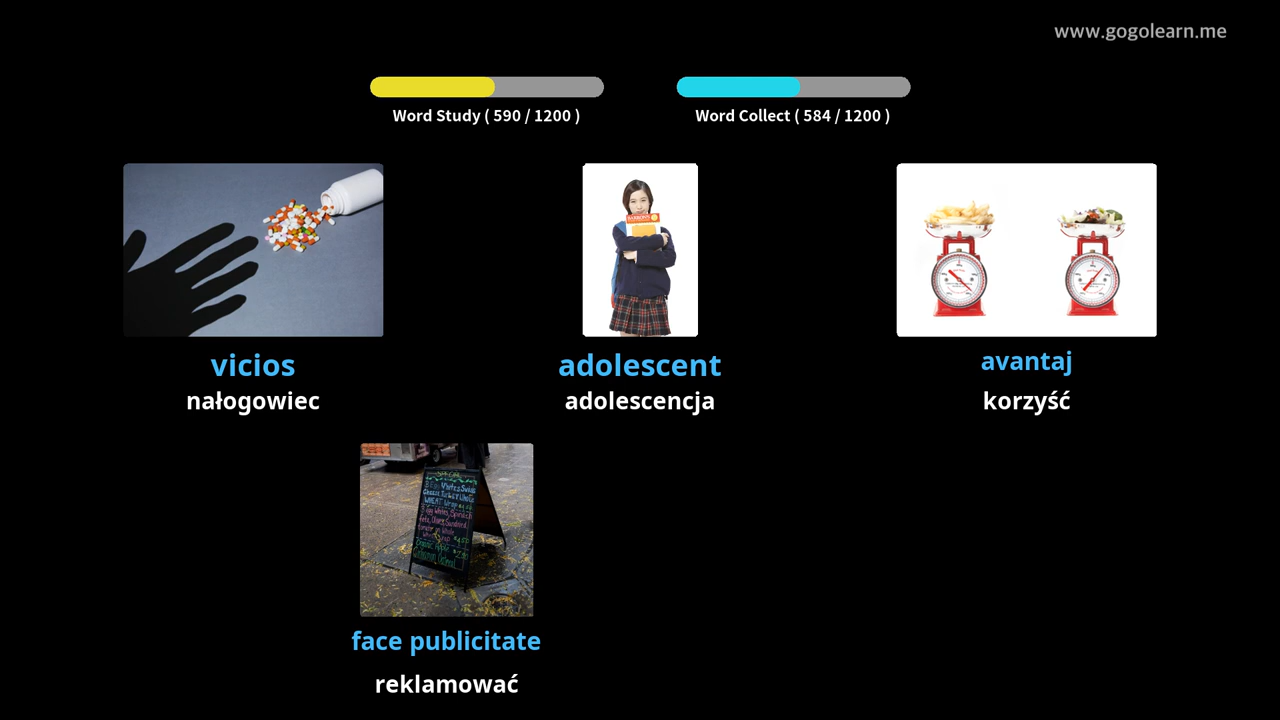 www.gogolearn.me
Word Study ( 590 / 1200 )
Word Collect ( 584 / 1200 )
vicios
adolescent
avantaj
nałogowiec
adolescencja
korzyść
face publicitate
reklamować